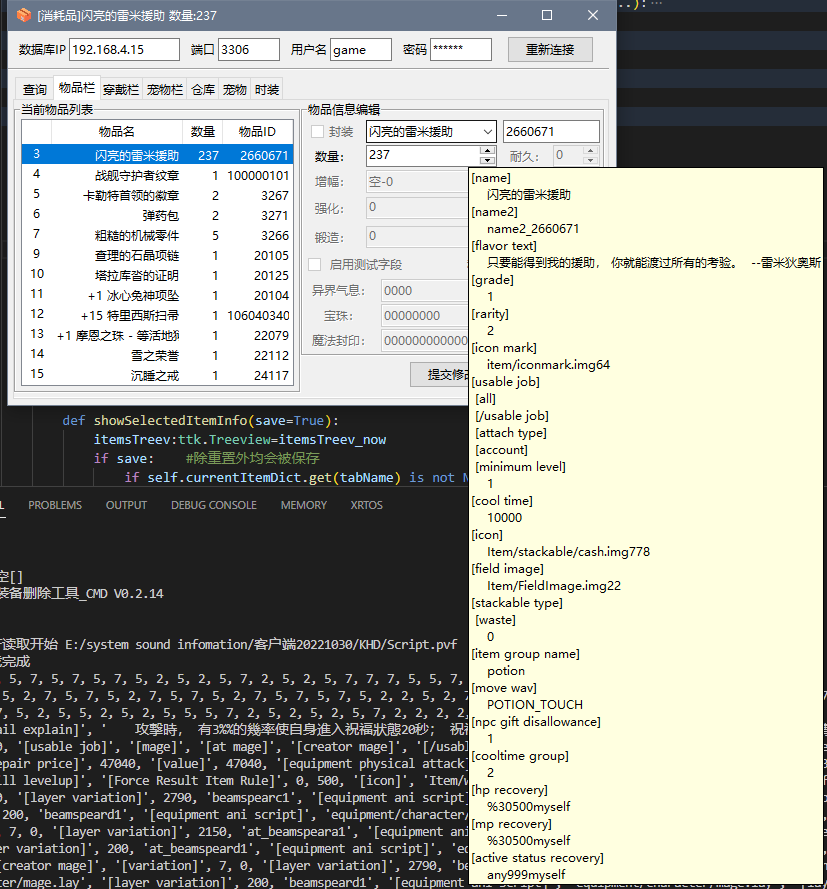 [消耗品]闪亮的雷米援助 数量:237
数据库IP 192.168.4.15 端口 3306 用户名 game 密码 ****** 重新连接
查询 物品栏 穿戴栏 宠物栏 仓库 宠物 时装
当前物品列表
物品名 数量 物品ID
3 闪亮的雷米援助 237 2660671
4 战舰守护者纹章 1 100000101
5 卡勒特首领的徽章 2 3267
6 弹药包 2 3271
7 粗糙的机械零件 5 3266
9 查理的石晶项链 1 20105
10 塔拉库沓的证明 1 20125
11 +1 冰心兔神项坠 1 20104
12 +15 特里西斯扫帚 1 106040340
13 +1 摩恩之珠 - 等活地狱 1 22079
14 雪之荣誉 1 22112
15 沉睡之戒 1 24117
物品信息编辑
封装 闪亮的雷米援助 2660671
数量: 237 耐久: 0
增幅: 空-0
强化: 0
锻造: 0
启用测试字段
异界气息: 0000
宝珠: 00000000
魔法封印: 000000000000
提交修改
[name]
闪亮的雷米援助
[name2]
name2_2660671
[flavor text]
只要能得到我的援助, 你就能渡过所有的考验。 --雷米狄奥斯
[grade]
1
[rarity]
2
[icon mark]
item/iconmark.img64
[usable job]
[all]
[/usable job]
[attach type]
[account]
[minimum level]
1
[cool time]
10000
[icon]
Item/stackable/cash.img778
[field image]
Item/FieldImage.img22
[stackable type]
[waste]
0
[item group name]
potion
[move wav]
POTION_TOUCH
[npc gift disallowance]
1
[cooltime group]
2
[hp recovery]
%30500myself
[mp recovery]
%30500myself
[active status recovery]
any999myself
def showSelectedItemInfo(save=True):
itemsTreev:ttk.Treeview=itemsTreev_now
if save: #除重置外均会被保存
if self.currentItemDict.get(tabName) is not N
PROBLEMS OUTPUT DEBUG CONSOLE MEMORY XRTOS
空[]
装备删除工具_CMD V0.2.14
读取开始 E:/system sound infomation/客户端20221030/KHD/Script.pvf
完成
5, 7, 5, 7, 5, 7, 5, 2, 5, 2, 5, 7, 2, 5, 2, 5, 7, 7, 7, 5, 5, 7,
5, 2, 7, 5, 7, 5, 2, 7, 5, 7, 5, 2, 7, 5, 7, 5, 7, 5, 2, 2, 5, 2,
7, 5, 2, 5, 5, 2, 5, 2, 5, 5, 5, 7, 2, 5, 2, 5, 2, 5, 7, 2, 2, 2,
ail explain]', ' 攻擊時, 有3%%的幾率使自身進入祝福狀態20秒; 祝
0, '[usable job]', '[mage]', '[at mage]', '[creator mage]', '[/usabl
epair price]', 47040, '[value]', 47040, '[equipment physical attack]
ill levelup]', '[Force Result Item Rule]', 0, 500, '[icon]', 'Item/w
0, '[layer variation]', 2790, 'beamspearc1', '[equipment ani script]
200, 'beamspeard1', '[equipment ani script]', 'equipment/character/
, 7, 0, '[layer variation]', 2150, 'at_beamspeara1', '[equipment ani
er variation]', 200, 'at_beamspeard1', '[equipment ani script]', 'eq
[creator mage]', '[variation]', 7, 0, '[layer variation]', 2790, 'be
ter/mage.lay', '[layer variation]', 200, 'beamspeard1', '[equipment ani script]', 'equipment/character/mage.lay', '[lay